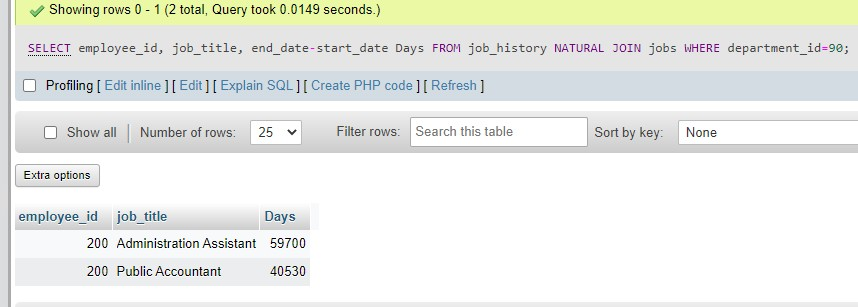 Showing rows 0 - 1 (2 total, Query took 0.0149 seconds.)
SELECT employee_id, job_title, end_date-start_date Days FROM job_history NATURAL JOIN jobs WHERE department_id=90;
Profiling [ Edit inline ] [ Edit ] [ Explain SQL ] [ Create PHP code ] [ Refresh ]
Show all | Number of rows: 25 Filter rows: Search this table Sort by key: None
Extra options
employee_id job_title Days
200 Administration Assistant 59700
200 Public Accountant 40530